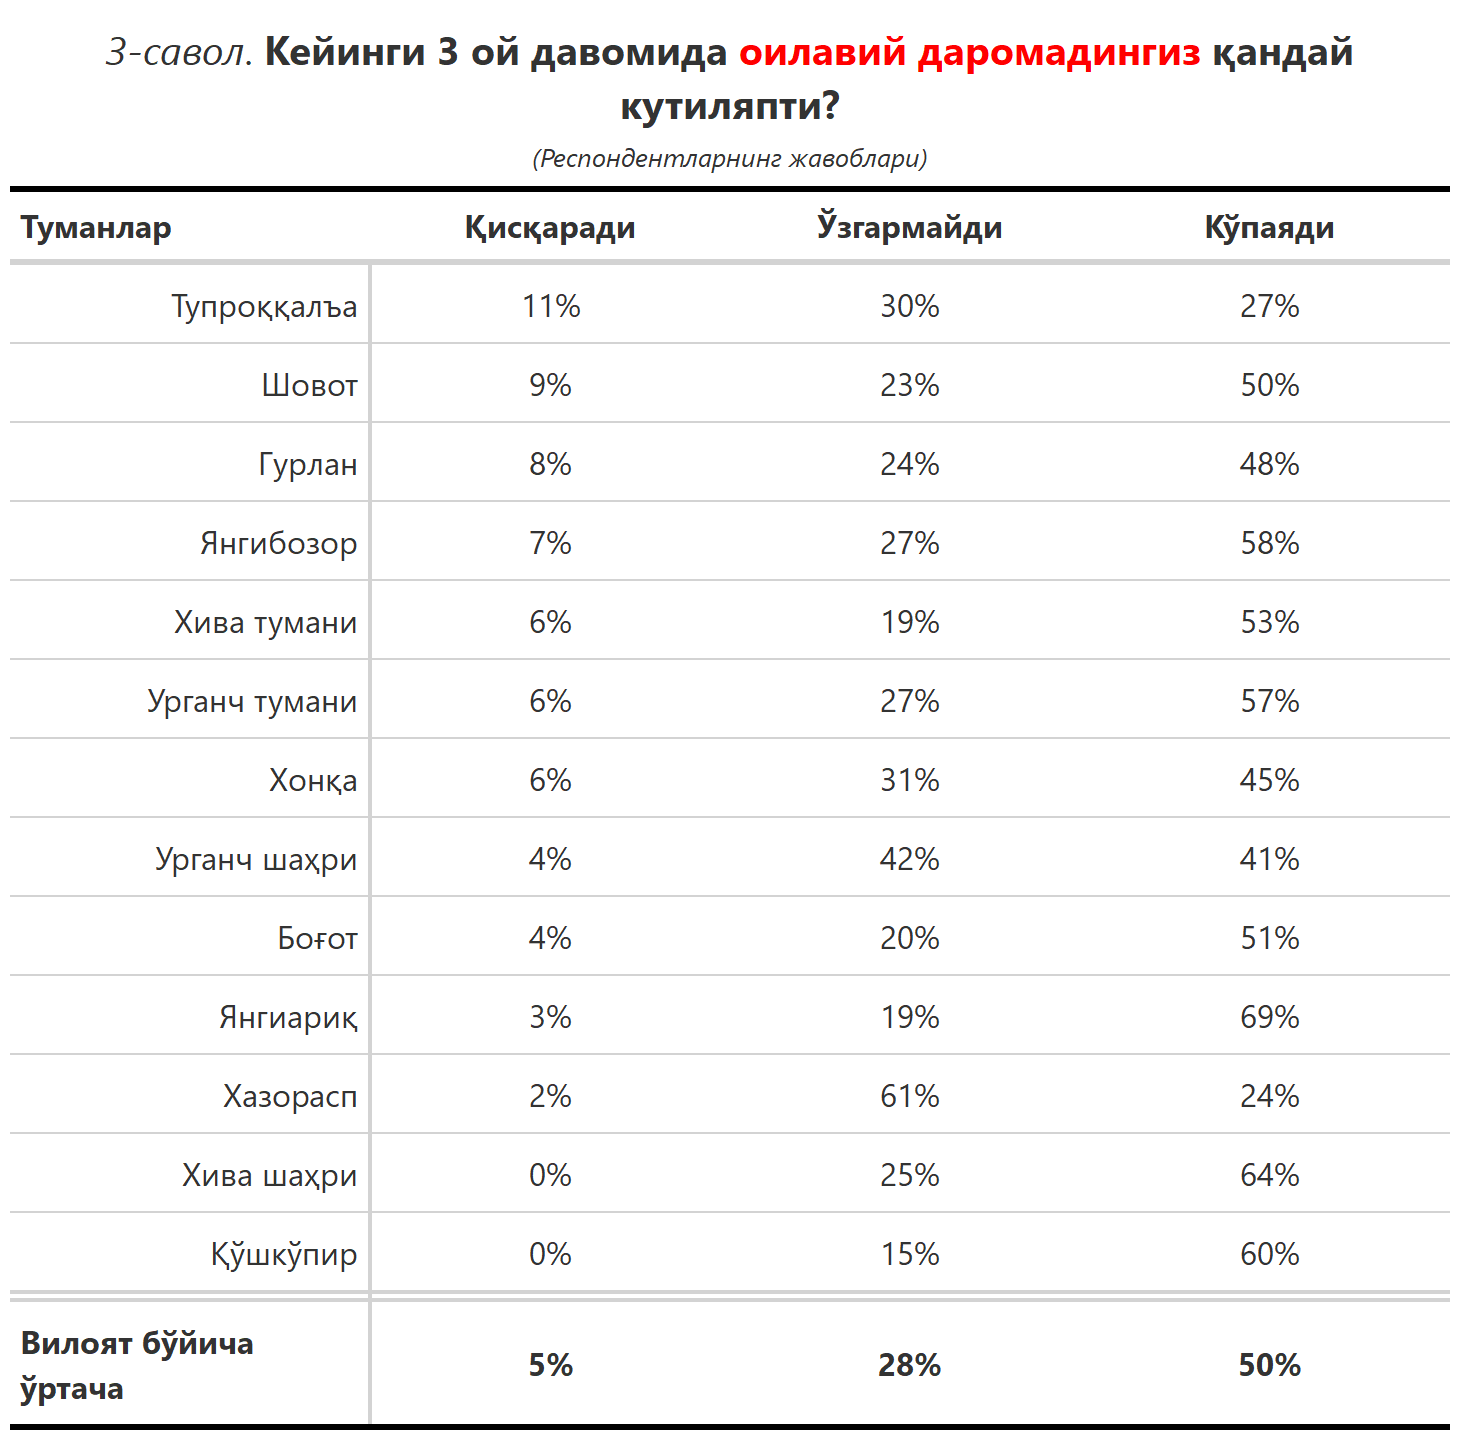 3-савол. Кейинги 3 ой давомида оилавий даромадингиз қандай
кутиляпти?
(Респондентларнинг жавоблари)
Туманлар Қисқаради Ўзгармайди Кўпаяди
Тупроққалъа 11% 30% 27%
Шовот 9% 23% 50%
Гурлан 8% 24% 48%
Янгибозор 7% 27% 58%
Хива тумани 6% 19% 53%
Урганч тумани 6% 27% 57%
Хонқа 6% 31% 45%
Урганч шаҳри 4% 42% 41%
Боғот 4% 20% 51%
Янгиариқ 3% 19% 69%
Хазорасп 2% 61% 24%
Хива шаҳри 0% 25% 64%
Қўшкўпир 0% 15% 60%
Вилоят бўйича
ўртача 5% 28% 50%